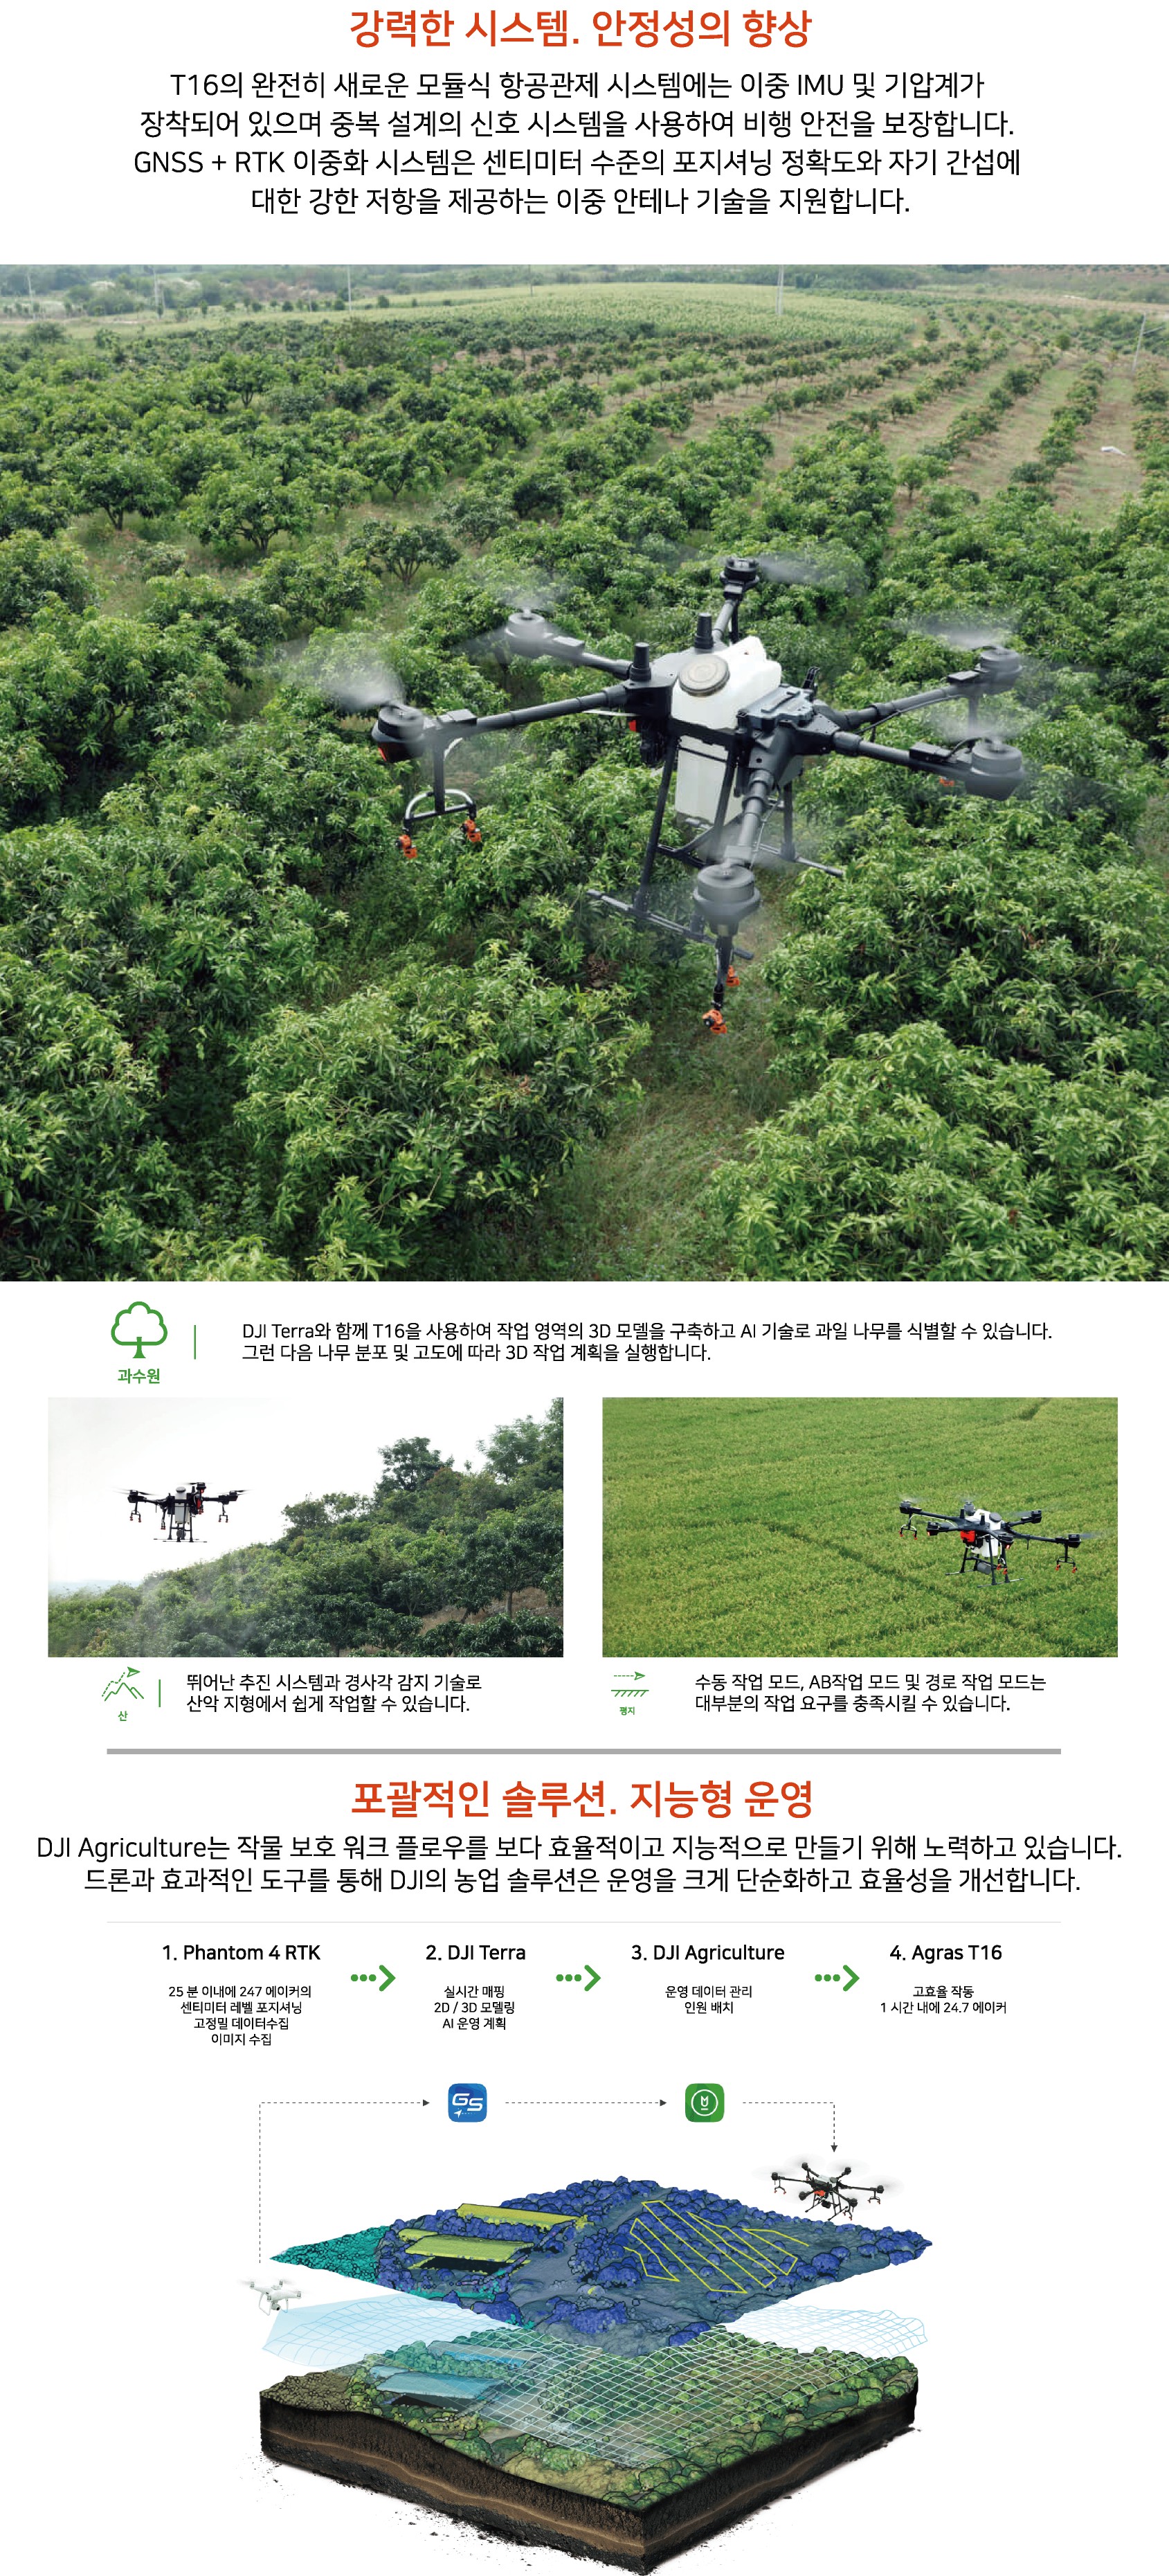 강력한 시스템. 안정성의 향상
T16의 완전히 새로운 모듈식 항공관제 시스템에는 이중 IMU 및 기압계가
장착되어 있으며 중복 설계의 신호 시스템을 사용하여 비행 안전을 보장합니다.
GNSS + RTK 이중화 시스템은 센티미터 수준의 포지셔닝 정확도와 자기 간섭에
대한 강한 저항을 제공하는 이중 안테나 기술을 지원합니다.
과수원
DJI Terra와 함께 T16을 사용하여 작업 영역의 3D 모델을 구축하고 AI 기술로 과일 나무를 식별할 수 있습니다.
그런 다음 나무 분포 및 고도에 따라 3D 작업 계획을 실행합니다.
산
뛰어난 추진 시스템과 경사각 감지 기술로
산악 지형에서 쉽게 작업할 수 있습니다.
평지
수동 작업 모드, AB작업 모드 및 경로 작업 모드는
대부분의 작업 요구를 충족시킬 수 있습니다.
포괄적인 솔루션. 지능형 운영
DJI Agriculture는 작물 보호 워크 플로우를 보다 효율적이고 지능적으로 만들기 위해 노력하고 있습니다.
드론과 효과적인 도구를 통해 DJI의 농업 솔루션은 운영을 크게 단순화하고 효율성을 개선합니다.
1. Phantom 4 RTK
25 분 이내에 247 에이커의
센티미터 레벨 포지셔닝
고정밀 데이터수집
이미지 수집
2. DJI Terra
실시간 매핑
2D / 3D 모델링
AI 운영 계획
3. DJI Agriculture
운영 데이터 관리
인원 배치
4. Agras T16
고효율 작동
1 시간 내에 24.7 에이커
GS